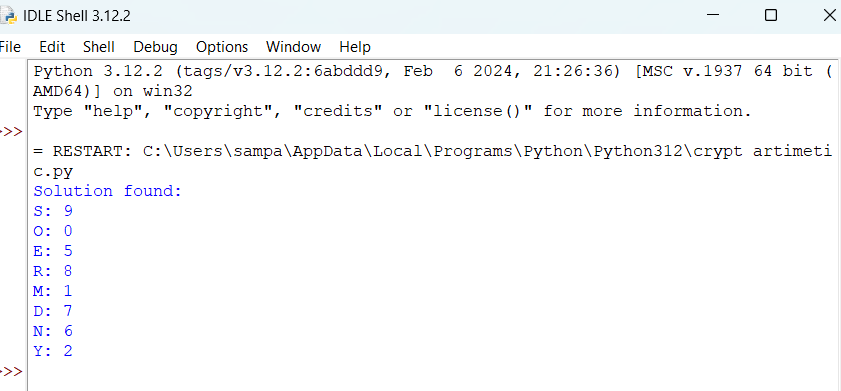 IDLE Shell 3.12.2
File Edit Shell Debug Options Window Help
Python 3.12.2 (tags/v3.12.2:6abddd9, Feb  6 2024, 21:26:36) [MSC v.1937 64 bit (
AMD64)] on win32
Type "help", "copyright", "credits" or "license()" for more information.
>>>
= RESTART: C:\Users\sampa\AppData\Local\Programs\Python\Python312\crypt artimeti
c.py
Solution found:
S: 9
O: 0
E: 5
R: 8
M: 1
D: 7
N: 6
Y: 2
>>>